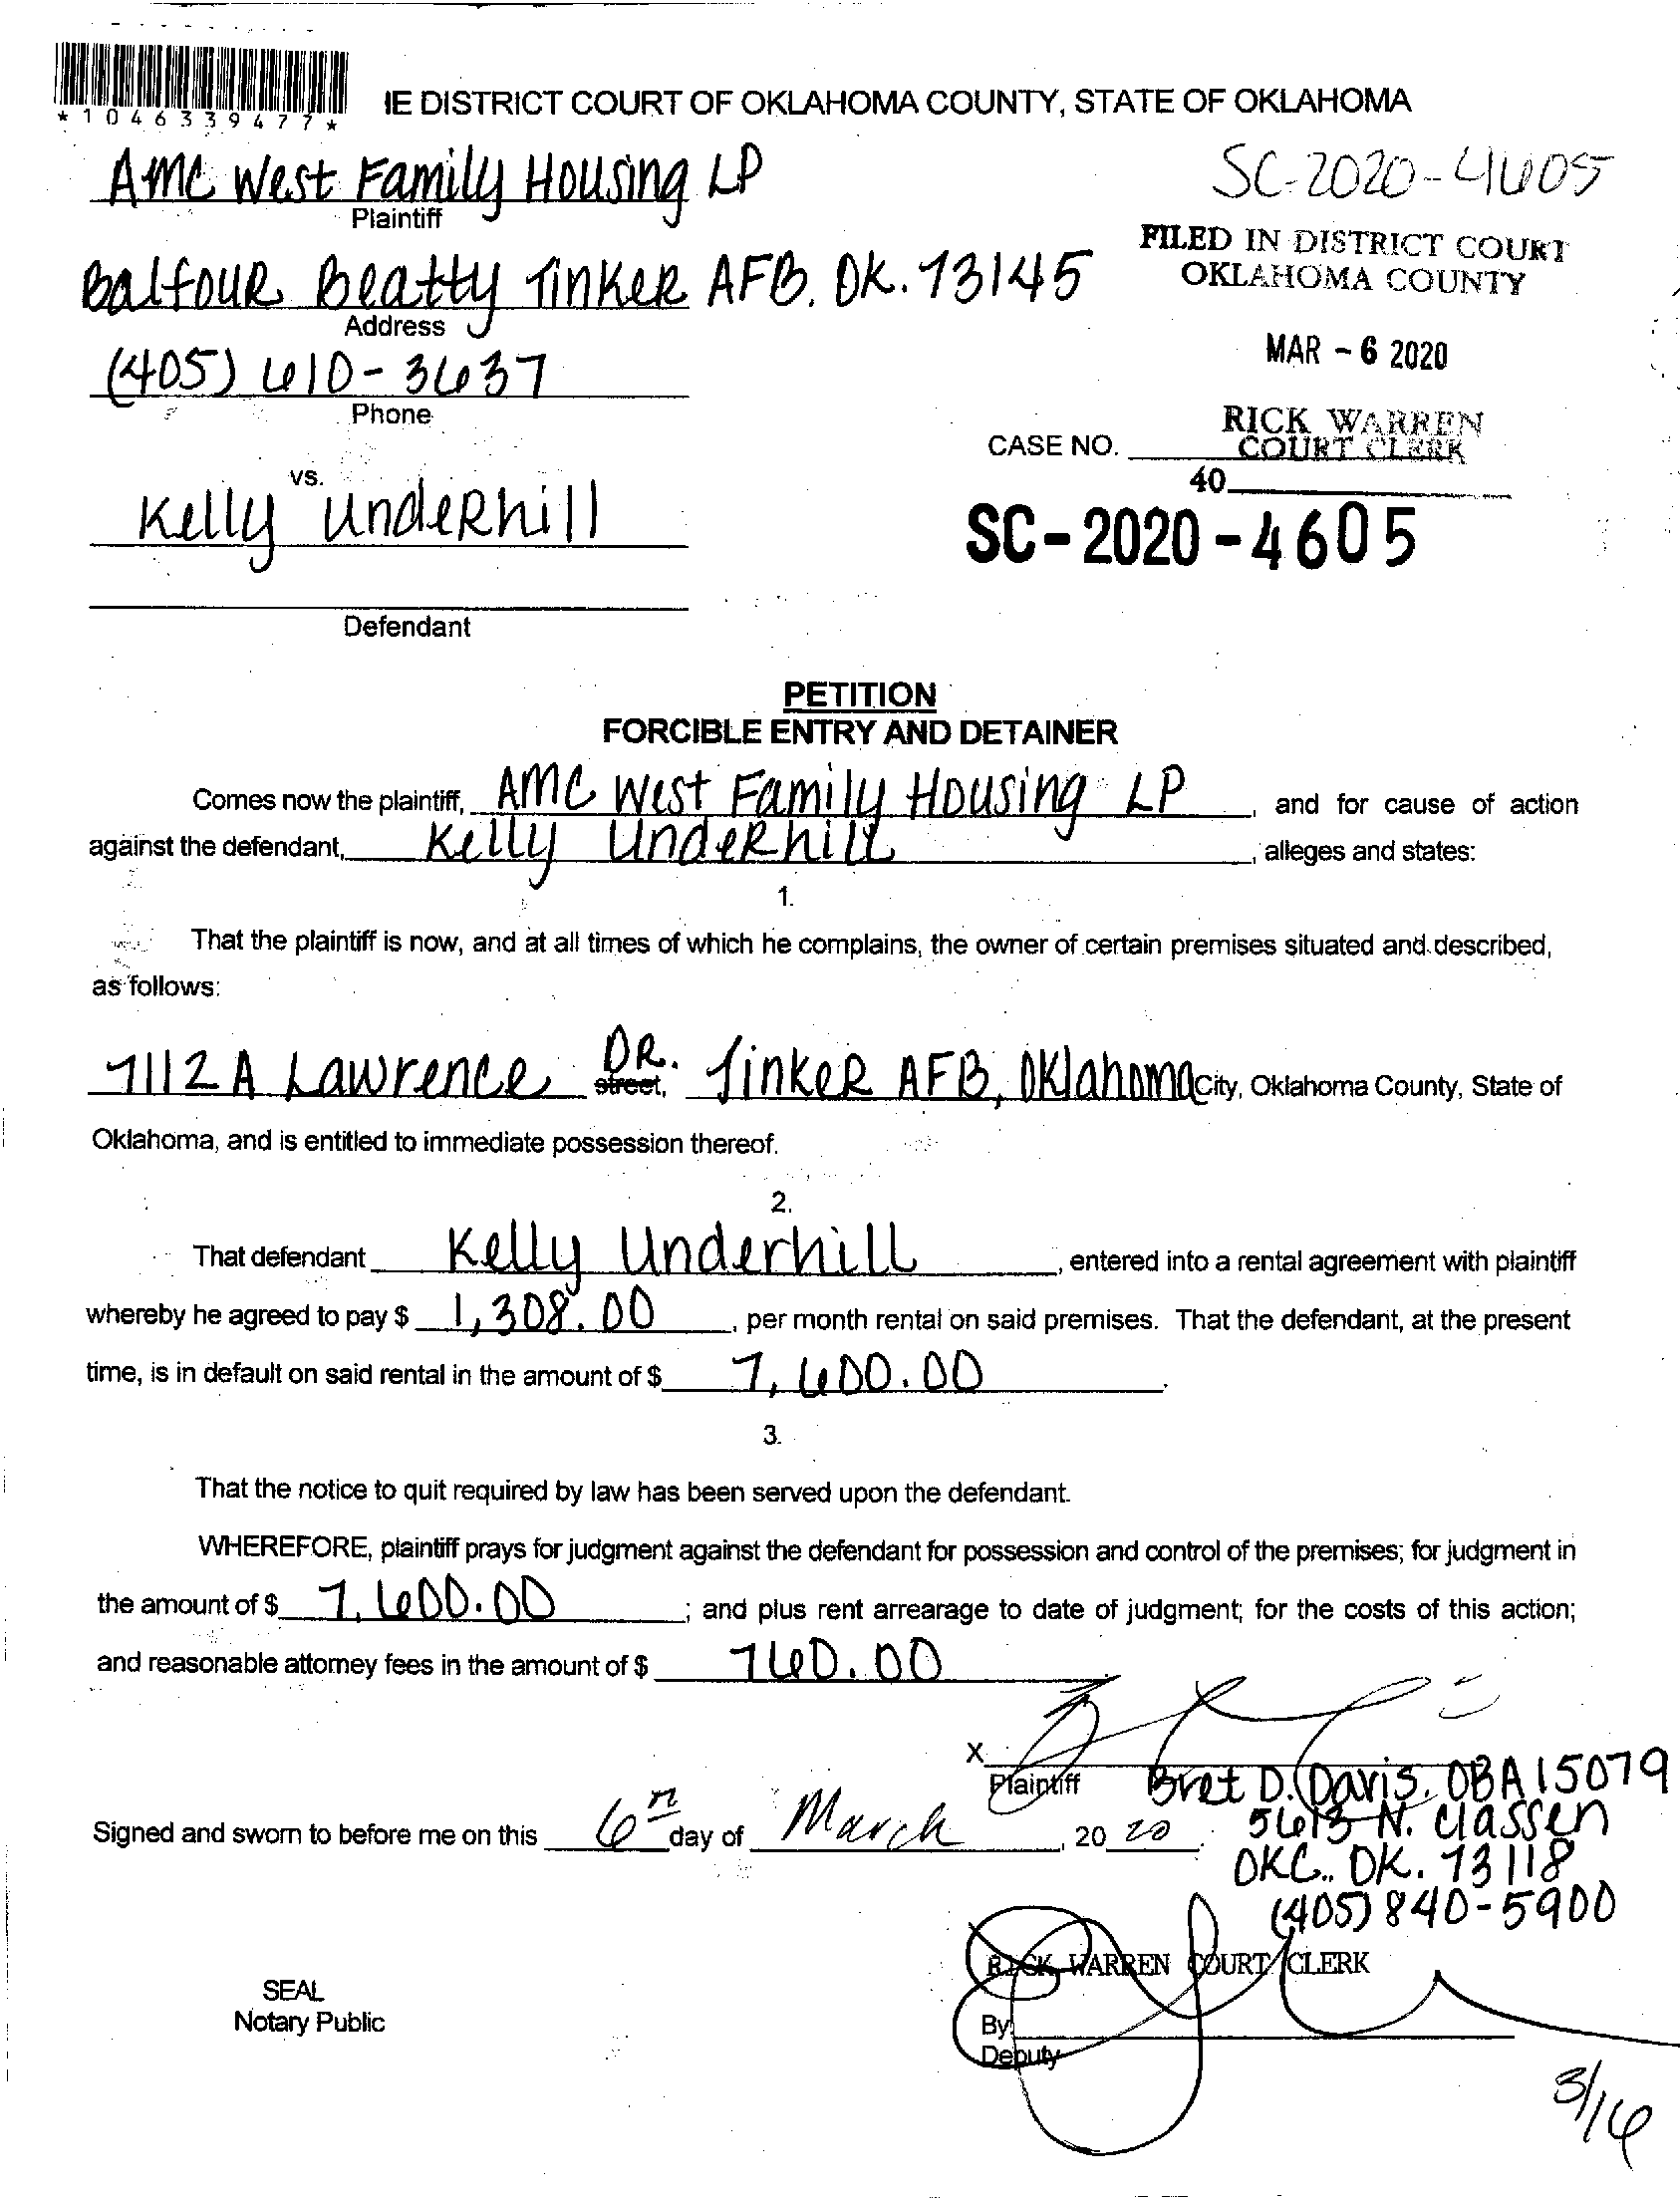 *1046339477*
IE DISTRICT COURT OF OKLAHOMA COUNTY, STATE OF OKLAHOMA
AMC West Family Housing LP
Plaintiff
SC-2020-4605
FILED IN DISTRICT COURT
OKLAHOMA COUNTY
Balfour Beatty Tinker AFB. OK. 73145
Address
MAR - 6 2020
(405) 610-3637
Phone
RICK WARREN
COURT CLERK
CASE NO.
40
vs.
Kelly Underhill
SC-2020-4605
Defendant
PETITION
FORCIBLE ENTRY AND DETAINER
Comes now the plaintiff, AMC West Family Housing LP, and for cause of action
against the defendant, Kelly Underhill, alleges and states:
1.
That the plaintiff is now, and at all times of which he complains, the owner of certain premises situated and described,
as follows:
7112 A Lawrence DR. street, Tinker AFB, Oklahoma City, Oklahoma County, State of
Oklahoma, and is entitled to immediate possession thereof.
2.
That defendant Kelly Underhill, entered into a rental agreement with plaintiff
whereby he agreed to pay $ 1,308.00, per month rental on said premises. That the defendant, at the present
time, is in default on said rental in the amount of $ 7,600.00.
3.
That the notice to quit required by law has been served upon the defendant.
WHEREFORE, plaintiff prays for judgment against the defendant for possession and control of the premises; for judgment in
the amount of $ 7,600.00; and plus rent arrearage to date of judgment; for the costs of this action;
and reasonable attorney fees in the amount of $ 760.00
X
Plaintiff Bret D. Davis, OBA 15079
5613 N. Classen
Signed and sworn to before me on this 6th day of March, 20 20.
OKC., OK. 73118
(405) 840-5900
RICK WARREN COURT CLERK
SEAL
Notary Public
By
Deputy
3/16